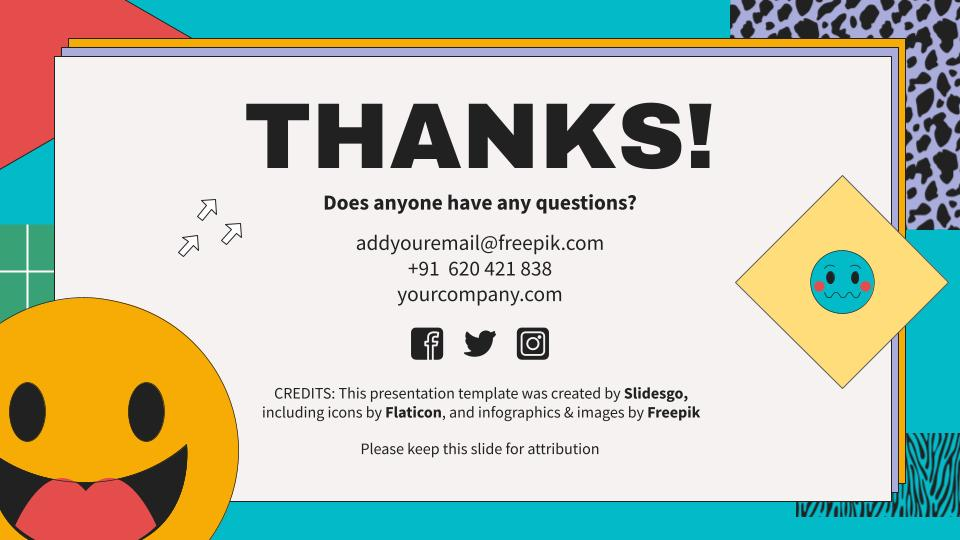 THANKS!
Does anyone have any questions?
addyouremail@freepik.com
+91 620 421 838
yourcompany.com
CREDITS: This presentation template was created by Slidesgo,
including icons by Flaticon, and infographics & images by Freepik
Please keep this slide for attribution